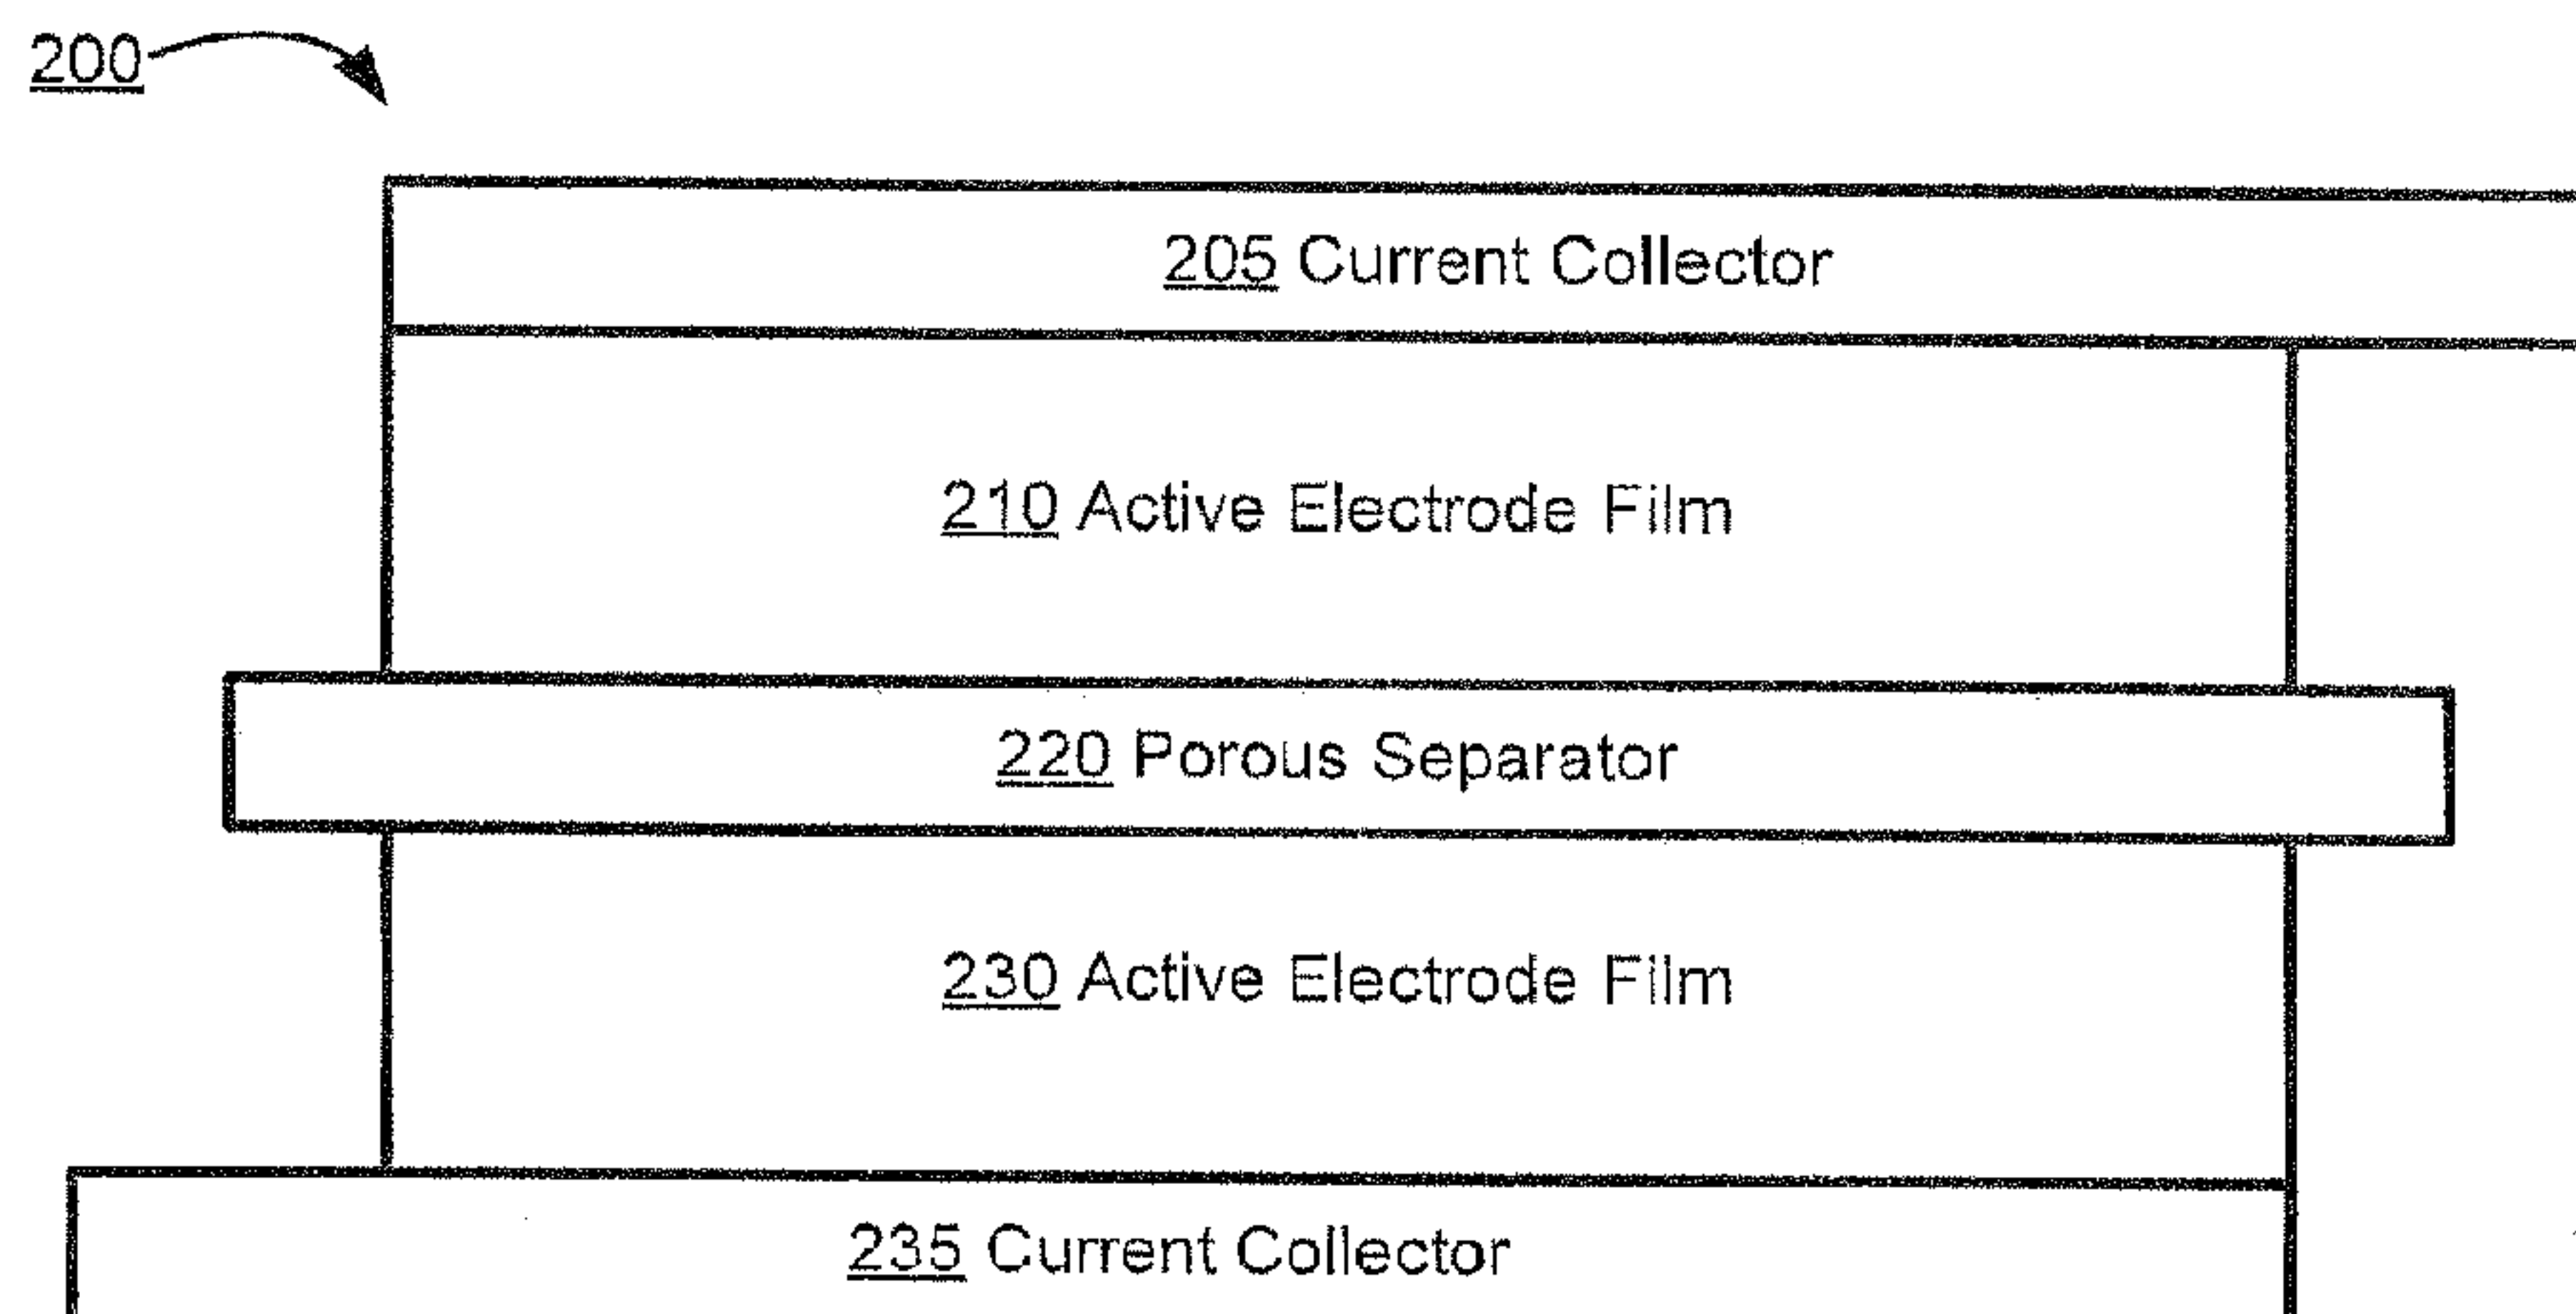 200
205 Current Collector
210 Active Electrode Film
220 Porous Separator
230 Active Electrode Film
235 Current Collector